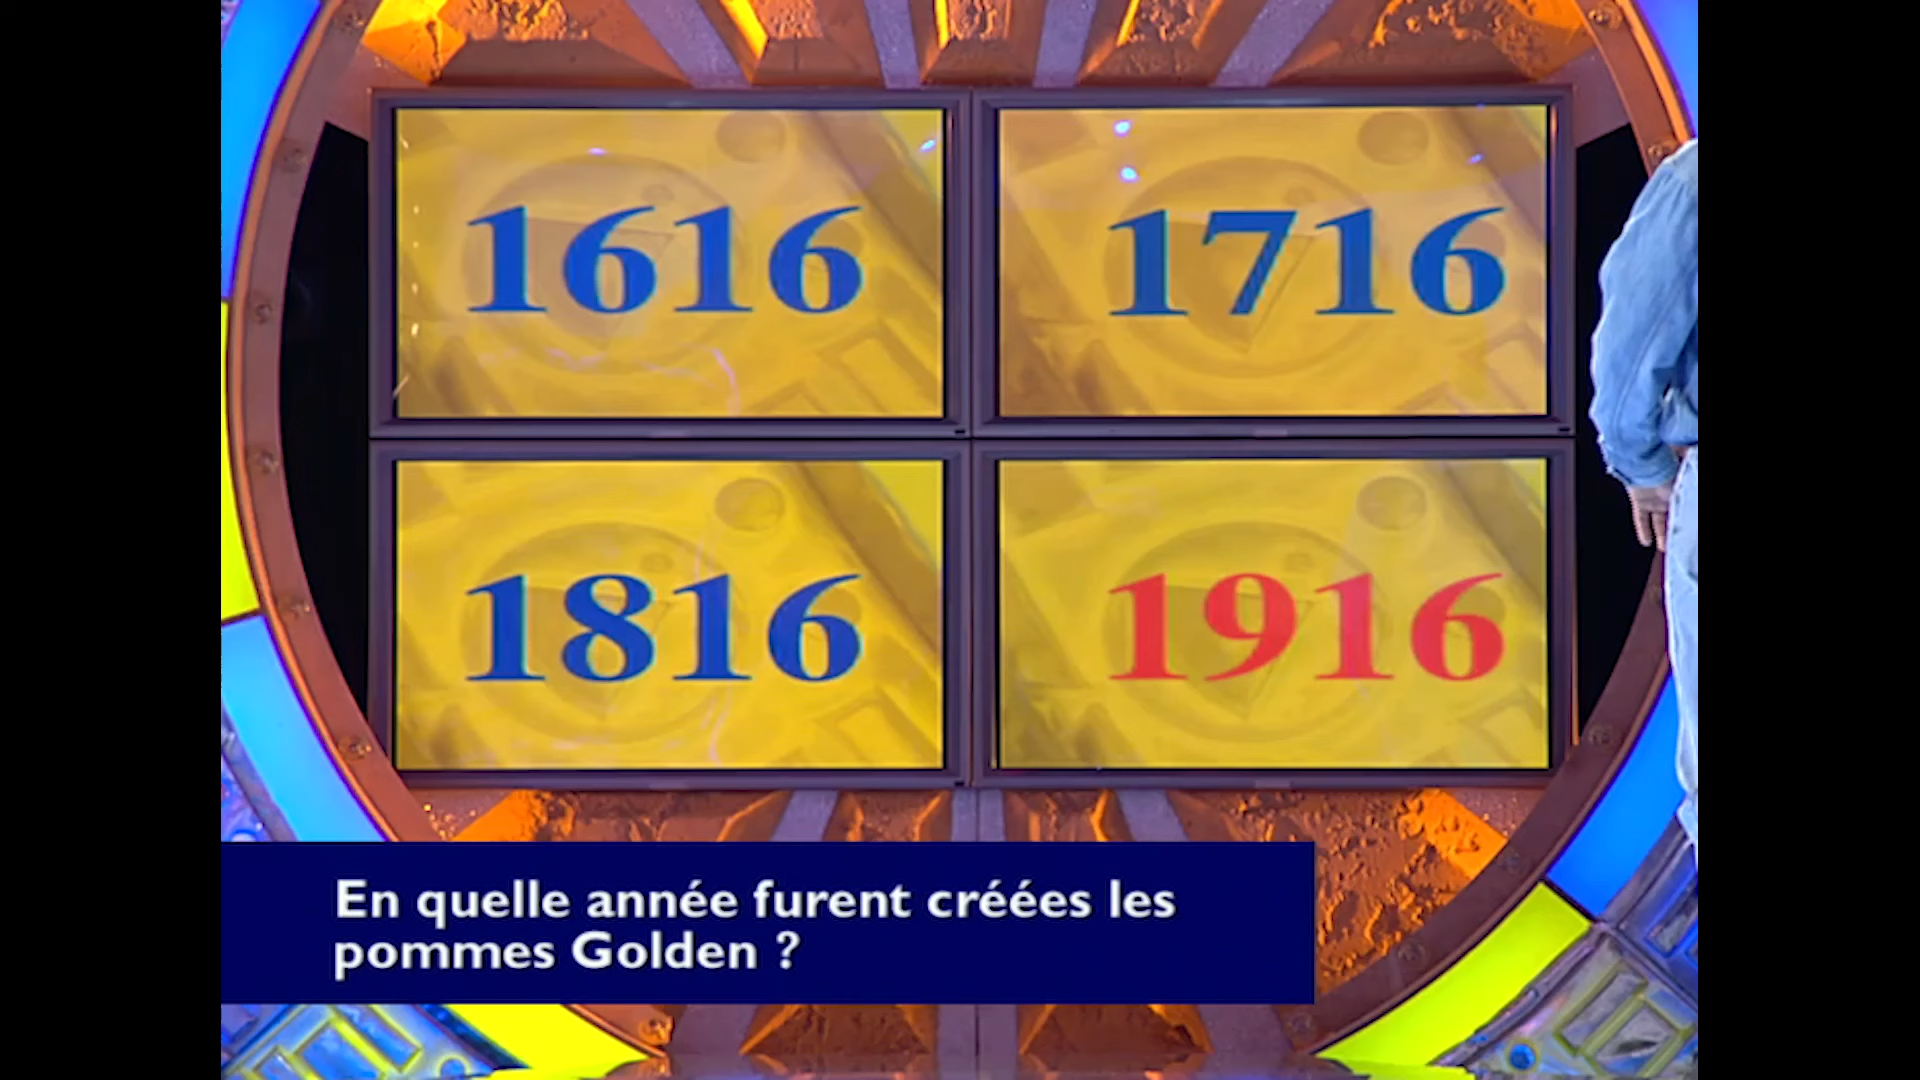 1616
1716
1816
1916
En quelle année furent créées les
pommes Golden ?